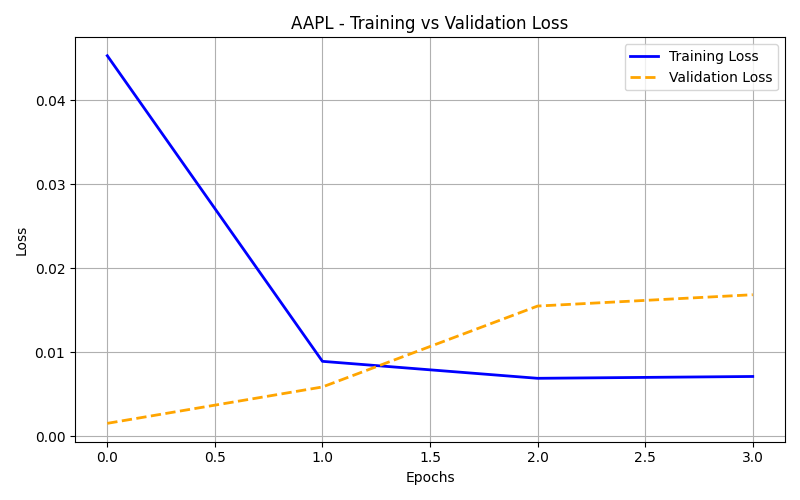 AAPL - Training vs Validation Loss
Training Loss
Validation Loss
0.04
0.03
0.02
0.01
0.00
Loss
0.0 0.5 1.0 1.5 2.0 2.5 3.0
Epochs